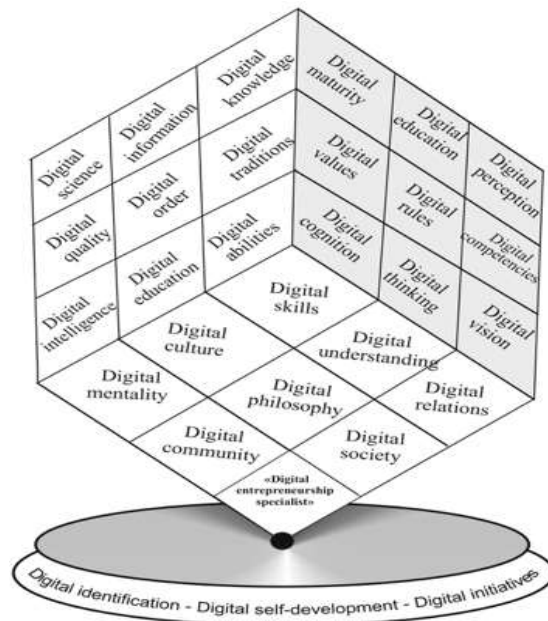 Digital
science
Digital
information
Digital
knowledge
Digital
quality
Digital
order
Digital
traditions
Digital
intelligence
Digital
education
Digital
abilities
Digital
maturity
Digital
education
Digital
perception
Digital
values
Digital
rules
Digital
competencies
Digital
cognition
Digital
thinking
Digital
vision
Digital
skills
Digital
culture
Digital
understanding
Digital
mentality
Digital
philosophy
Digital
relations
Digital
community
Digital
society
«Digital
entrepreneurship
specialist»
Digital identification - Digital self-development - Digital initiatives